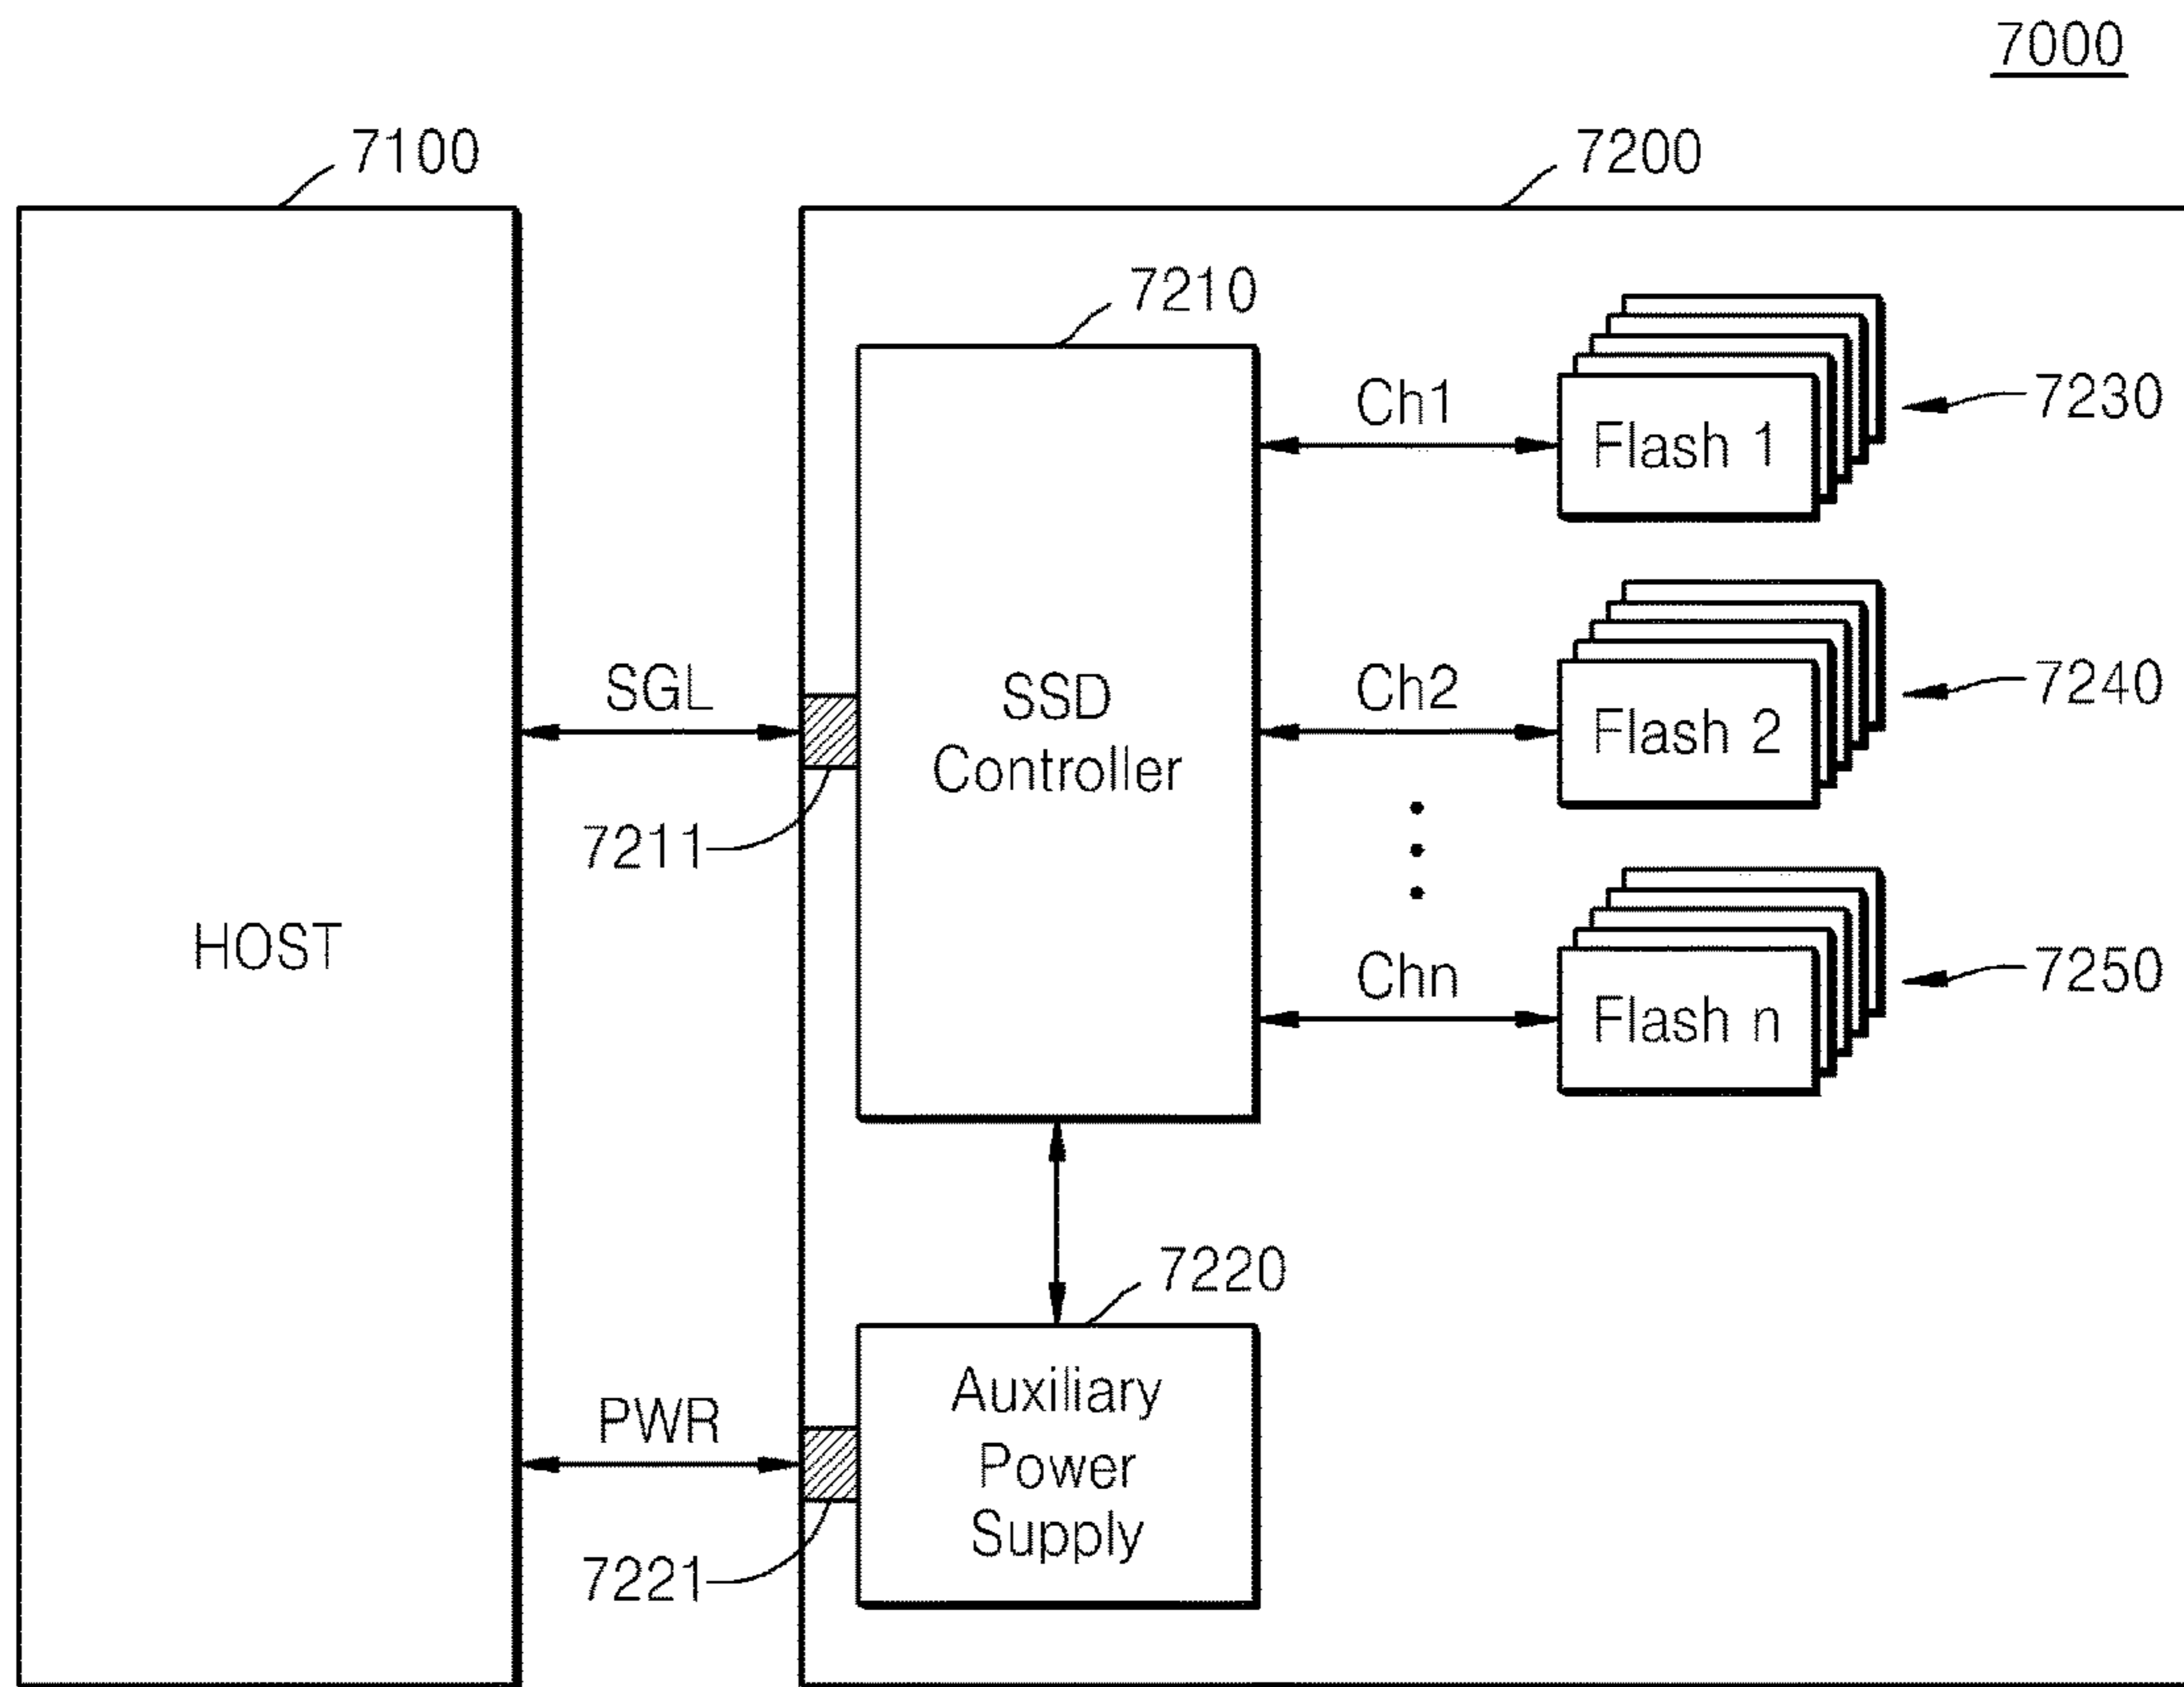 7000
7100
7200
7210
Ch1
Flash 1
7230
SGL
SSD
Controller
Ch2
Flash 2
7240
7211
HOST
Chn
Flash n
7250
7220
PWR
Auxiliary
Power
Supply
7221